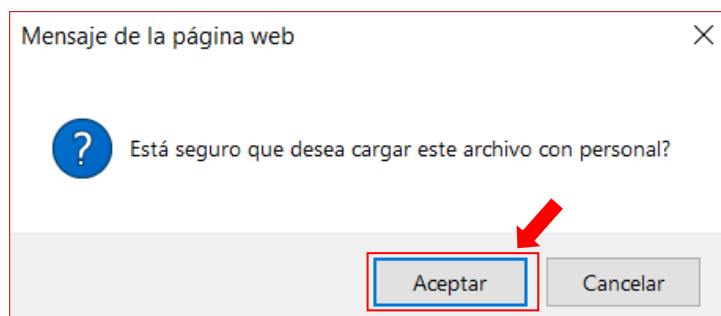 Mensaje de la página web
Está seguro que desea cargar este archivo con personal?
Aceptar
Cancelar